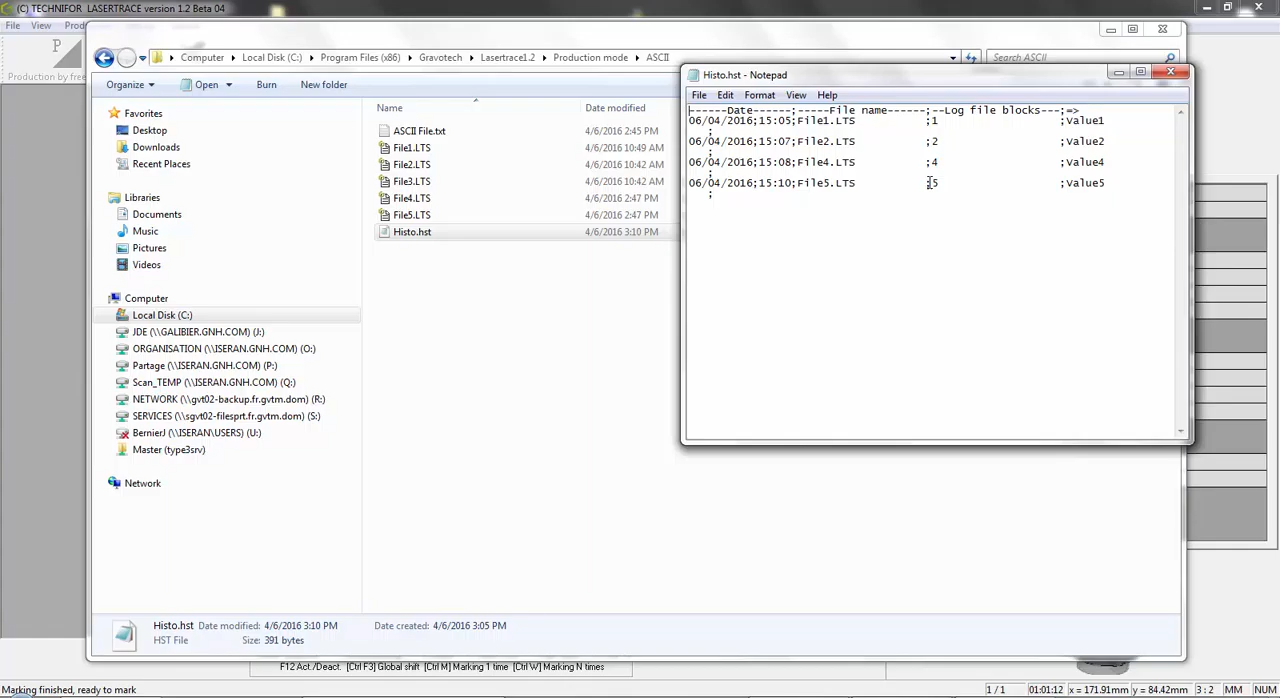 (C) TECHNIFOR LASERTRACE version 1.2 Beta 04
File View Prod
P
Production by free
Computer Local Disk (C:) Program Files (x86) Gravotech Lasertrace1.2 Production mode ASCII
Search ASCII
Organize Open Burn New folder
Favorites
Desktop
Downloads
Recent Places
Libraries
Documents
Music
Pictures
Videos
Computer
Local Disk (C:)
JDE (\\GALIBIER.GNH.COM) (J:)
ORGANISATION (\\ISERAN.GNH.COM) (O:)
Partage (\\ISERAN.GNH.COM) (P:)
Scan_TEMP (\\ISERAN.GNH.COM) (Q:)
NETWORK (\\gvt02-backup.fr.gvtm.dom) (R:)
SERVICES (\\sgvt02-filesprt.fr.gvtm.dom) (S:)
BernierJ (\\ISERAN\USERS) (U:)
Master (type3srv)
Network
Name Date modified
ASCII File.txt 4/6/2016 2:45 PM
File1.LTS 4/6/2016 10:49 AM
File2.LTS 4/6/2016 10:42 AM
File3.LTS 4/6/2016 10:42 AM
File4.LTS 4/6/2016 2:47 PM
File5.LTS 4/6/2016 2:47 PM
Histo.hst 4/6/2016 3:10 PM
Histo.hst - Notepad
File Edit Format View Help
------Date------;-----File name------;--Log file blocks---;=>
06/04/2016;15:05;File1.LTS ;1 ;Value1
;
06/04/2016;15:07;File2.LTS ;2 ;Value2
;
06/04/2016;15:08;File4.LTS ;4 ;Value4
;
06/04/2016;15:10;File5.LTS ;5 ;Value5
;
Histo.hst Date modified: 4/6/2016 3:10 PM Date created: 4/6/2016 3:05 PM
HST File Size: 391 bytes
F12 Act./Deact. [Ctrl F3] Global shift [Ctrl M] Marking 1 time [Ctrl W] Marking N times
Marking finished, ready to mark 1 / 1 01:01:12 x = 171.91mm y = 84.42mm 3 : 2 MM NUM